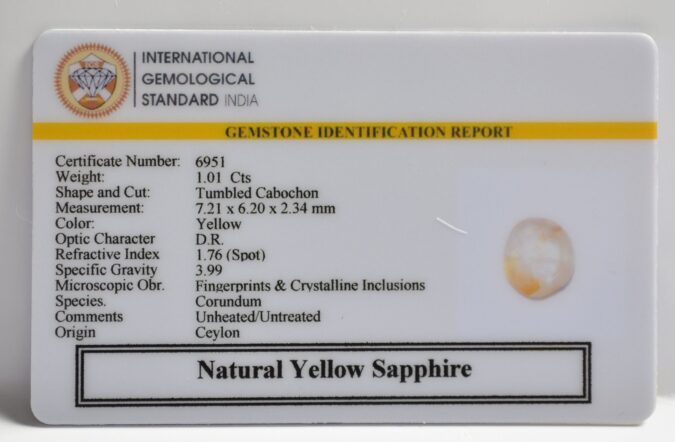 IGS
INTERNATIONAL
GEMOLOGICAL
STANDARD INDIA
GEMSTONE IDENTIFICATION REPORT
Certificate Number: 6951
Weight: 1.01 Cts
Shape and Cut: Tumbled Cabochon
Measurement: 7.21 x 6.20 x 2.34 mm
Color: Yellow
Optic Character D.R.
Refractive Index 1.76 (Spot)
Specific Gravity 3.99
Microscopic Obr. Fingerprints & Crystalline Inclusions
Species. Corundum
Comments Unheated/Untreated
Origin Ceylon
Natural Yellow Sapphire